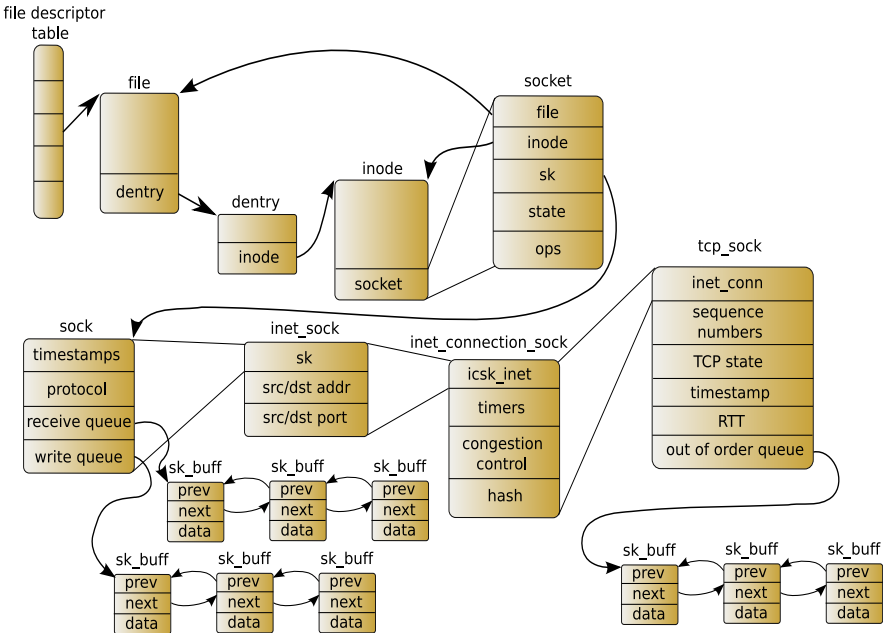 file descriptor
table
file
dentry
dentry
inode
inode
socket
socket
file
inode
sk
state
ops
sock
timestamps
protocol
receive queue
write queue
inet_sock
sk
src/dst addr
src/dst port
inet_connection_sock
icsk_inet
timers
congestion
control
hash
tcp_sock
inet_conn
sequence
numbers
TCP state
timestamp
RTT
out of order queue
sk_buff
prev
next
data
sk_buff
prev
next
data
sk_buff
prev
next
data
sk_buff
prev
next
data
sk_buff
prev
next
data
sk_buff
prev
next
data
sk_buff
prev
next
data
sk_buff
prev
next
data
sk_buff
prev
next
data